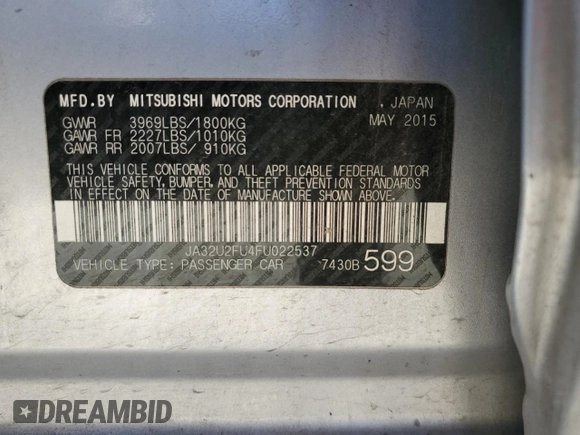 MFD.BY MITSUBISHI MOTORS CORPORATION , JAPAN
GVWR 3969LBS/1800KG MAY 2015
GAWR FR 2227LBS/1010KG
GAWR RR 2007LBS/ 910KG
THIS VEHICLE CONFORMS TO ALL APPLICABLE FEDERAL MOTOR
VEHICLE SAFETY, BUMPER, AND THEFT PREVENTION STANDARDS
IN EFFECT ON THE DATE OF MANUFACTURE SHOWN ABOVE.
JA32U2FU4FU022537
VEHICLE TYPE: PASSENGER CAR 7430B 599
DREAMBID